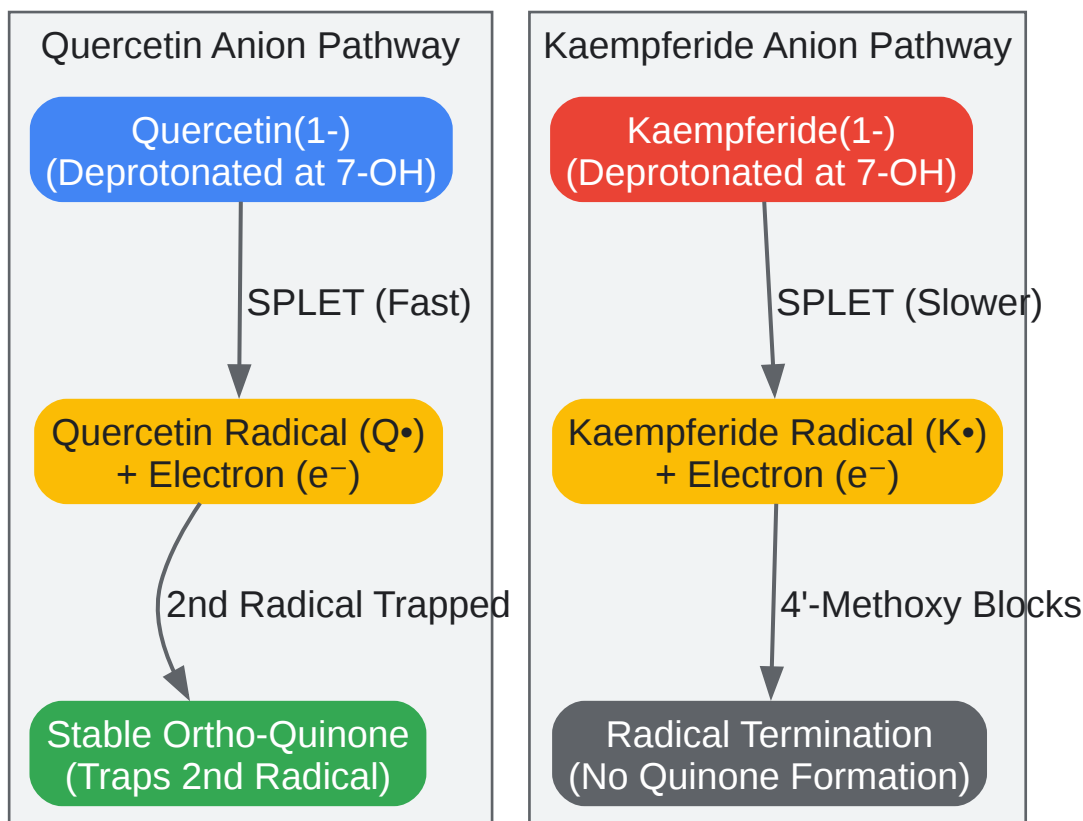 Quercetin Anion Pathway
Quercetin(1-)
(Deprotonated at 7-OH)
SPLET (Fast)
Quercetin Radical (Q•)
+ Electron (e⁻)
2nd Radical Trapped
Stable Ortho-Quinone
(Traps 2nd Radical)
Kaempferide Anion Pathway
Kaempferide(1-)
(Deprotonated at 7-OH)
SPLET (Slower)
Kaempferide Radical (K•)
+ Electron (e⁻)
4'-Methoxy Blocks
Radical Termination
(No Quinone Formation)